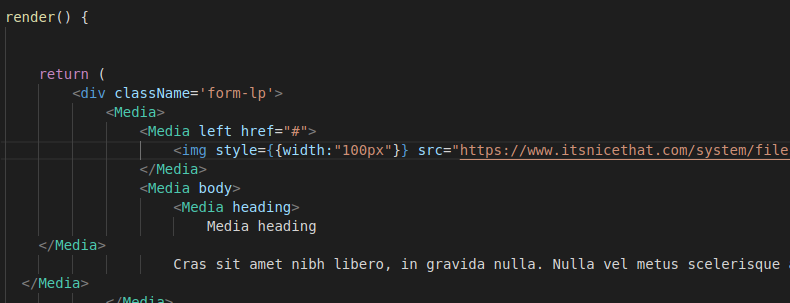 render() {
return (
<div className='form-lp'>
<Media>
<Media left href="#">
<img style={{width:"100px"}} src="https://www.itsnicethat.com/system/file
</Media>
<Media body>
<Media heading>
Media heading
</Media>
Cras sit amet nibh libero, in gravida nulla. Nulla vel metus scelerisque
</Media>
</Media>